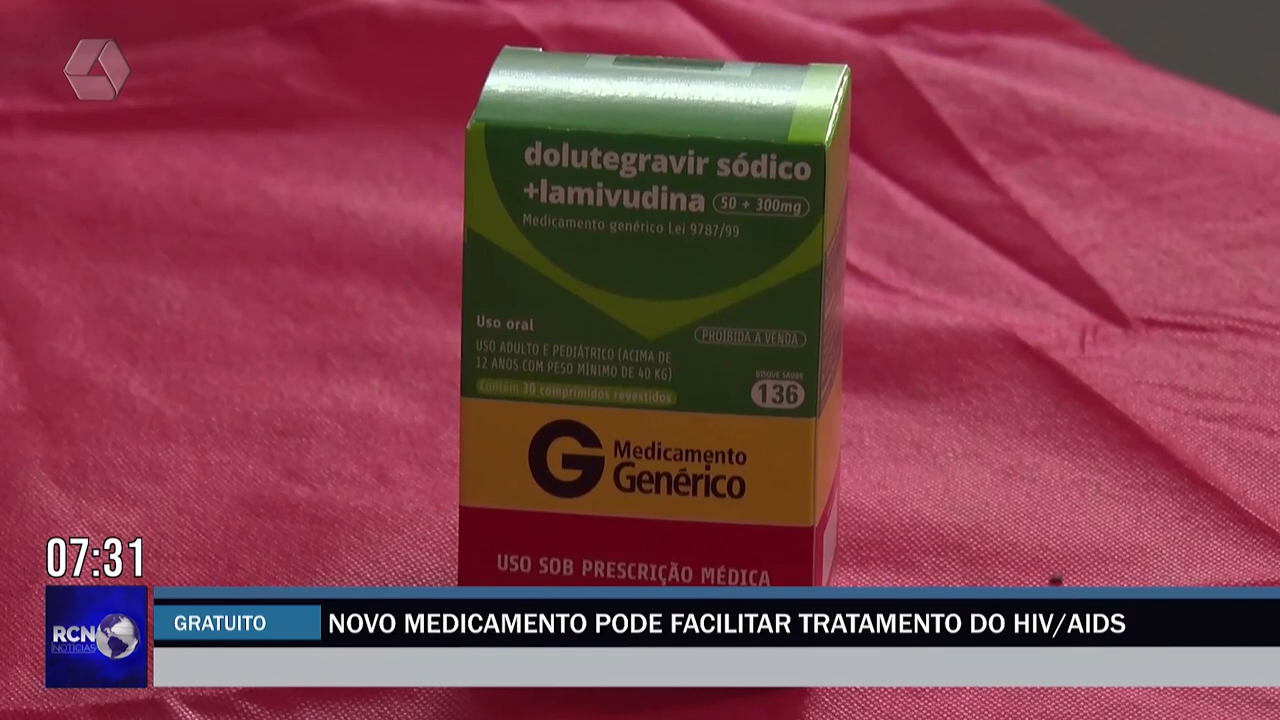 dolutegravir sódico
+lamivudina 50 + 300mg
Medicamento genérico Lei 9787/99
Uso oral
PROIBIDA A VENDA
USO ADULTO E PEDIÁTRICO (ACIMA DE
12 ANOS COM PESO MÍNIMO DE 40 KG)
Contém 30 comprimidos revestidos
DISQUE SAÚDE
136
G Medicamento
Genérico
USO SOB PRESCRIÇÃO MÉDICA
07:31
RCN
NOTÍCIAS
GRATUITO
NOVO MEDICAMENTO PODE FACILITAR TRATAMENTO DO HIV/AIDS